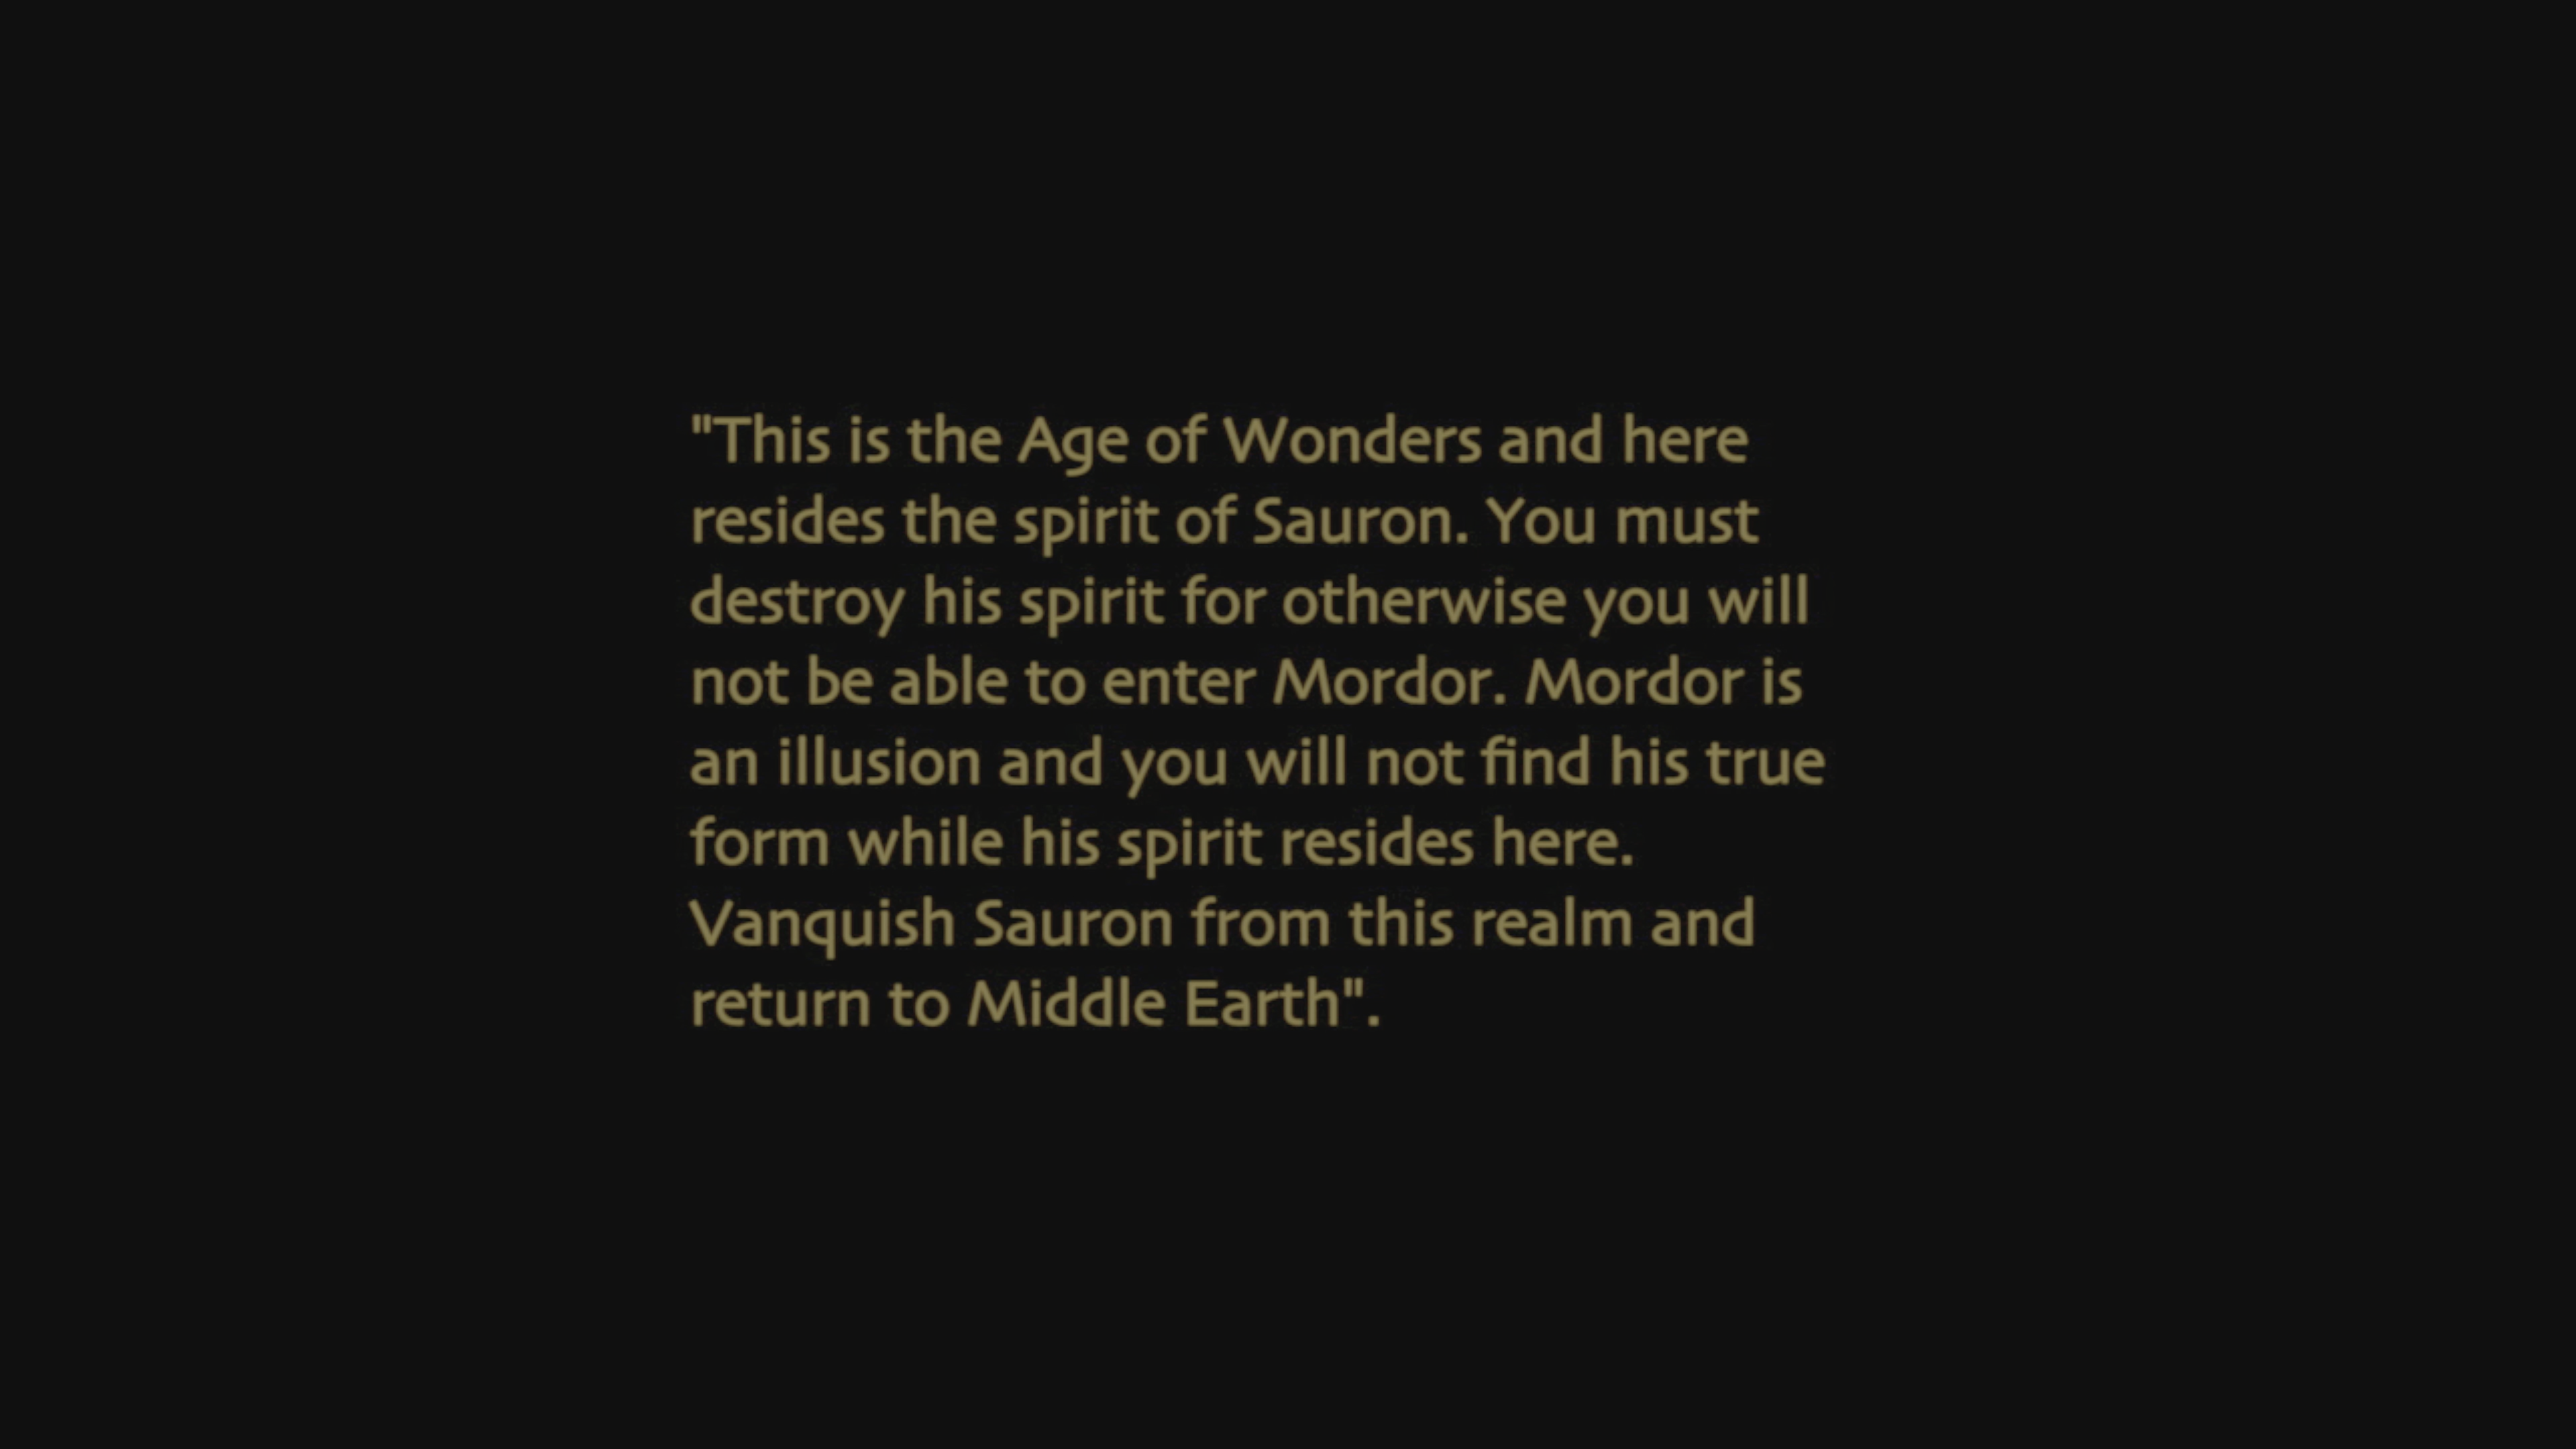 "This is the Age of Wonders and here
resides the spirit of Sauron. You must
destroy his spirit for otherwise you will
not be able to enter Mordor. Mordor is
an illusion and you will not find his true
form while his spirit resides here.
Vanquish Sauron from this realm and
return to Middle Earth".